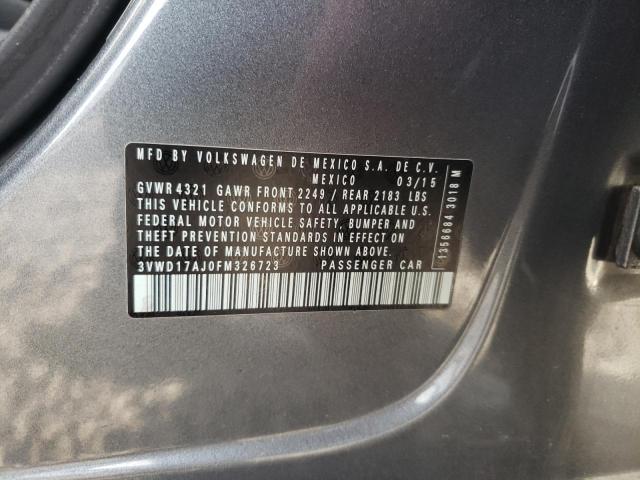 MFD BY VOLKSWAGEN DE MEXICO S.A. DE C.V.
MEXICO 03/15
GVWR 4321 GAWR FRONT 2249 / REAR 2183 LBS
THIS VEHICLE CONFORMS TO ALL APPLICABLE U.S.
FEDERAL MOTOR VEHICLE SAFETY, BUMPER AND
THEFT PREVENTION STANDARDS IN EFFECT ON
THE DATE OF MANUFACTURE SHOWN ABOVE.
3VWD17AJ0FM326723 PASSENGER CAR
1356684 3018 M